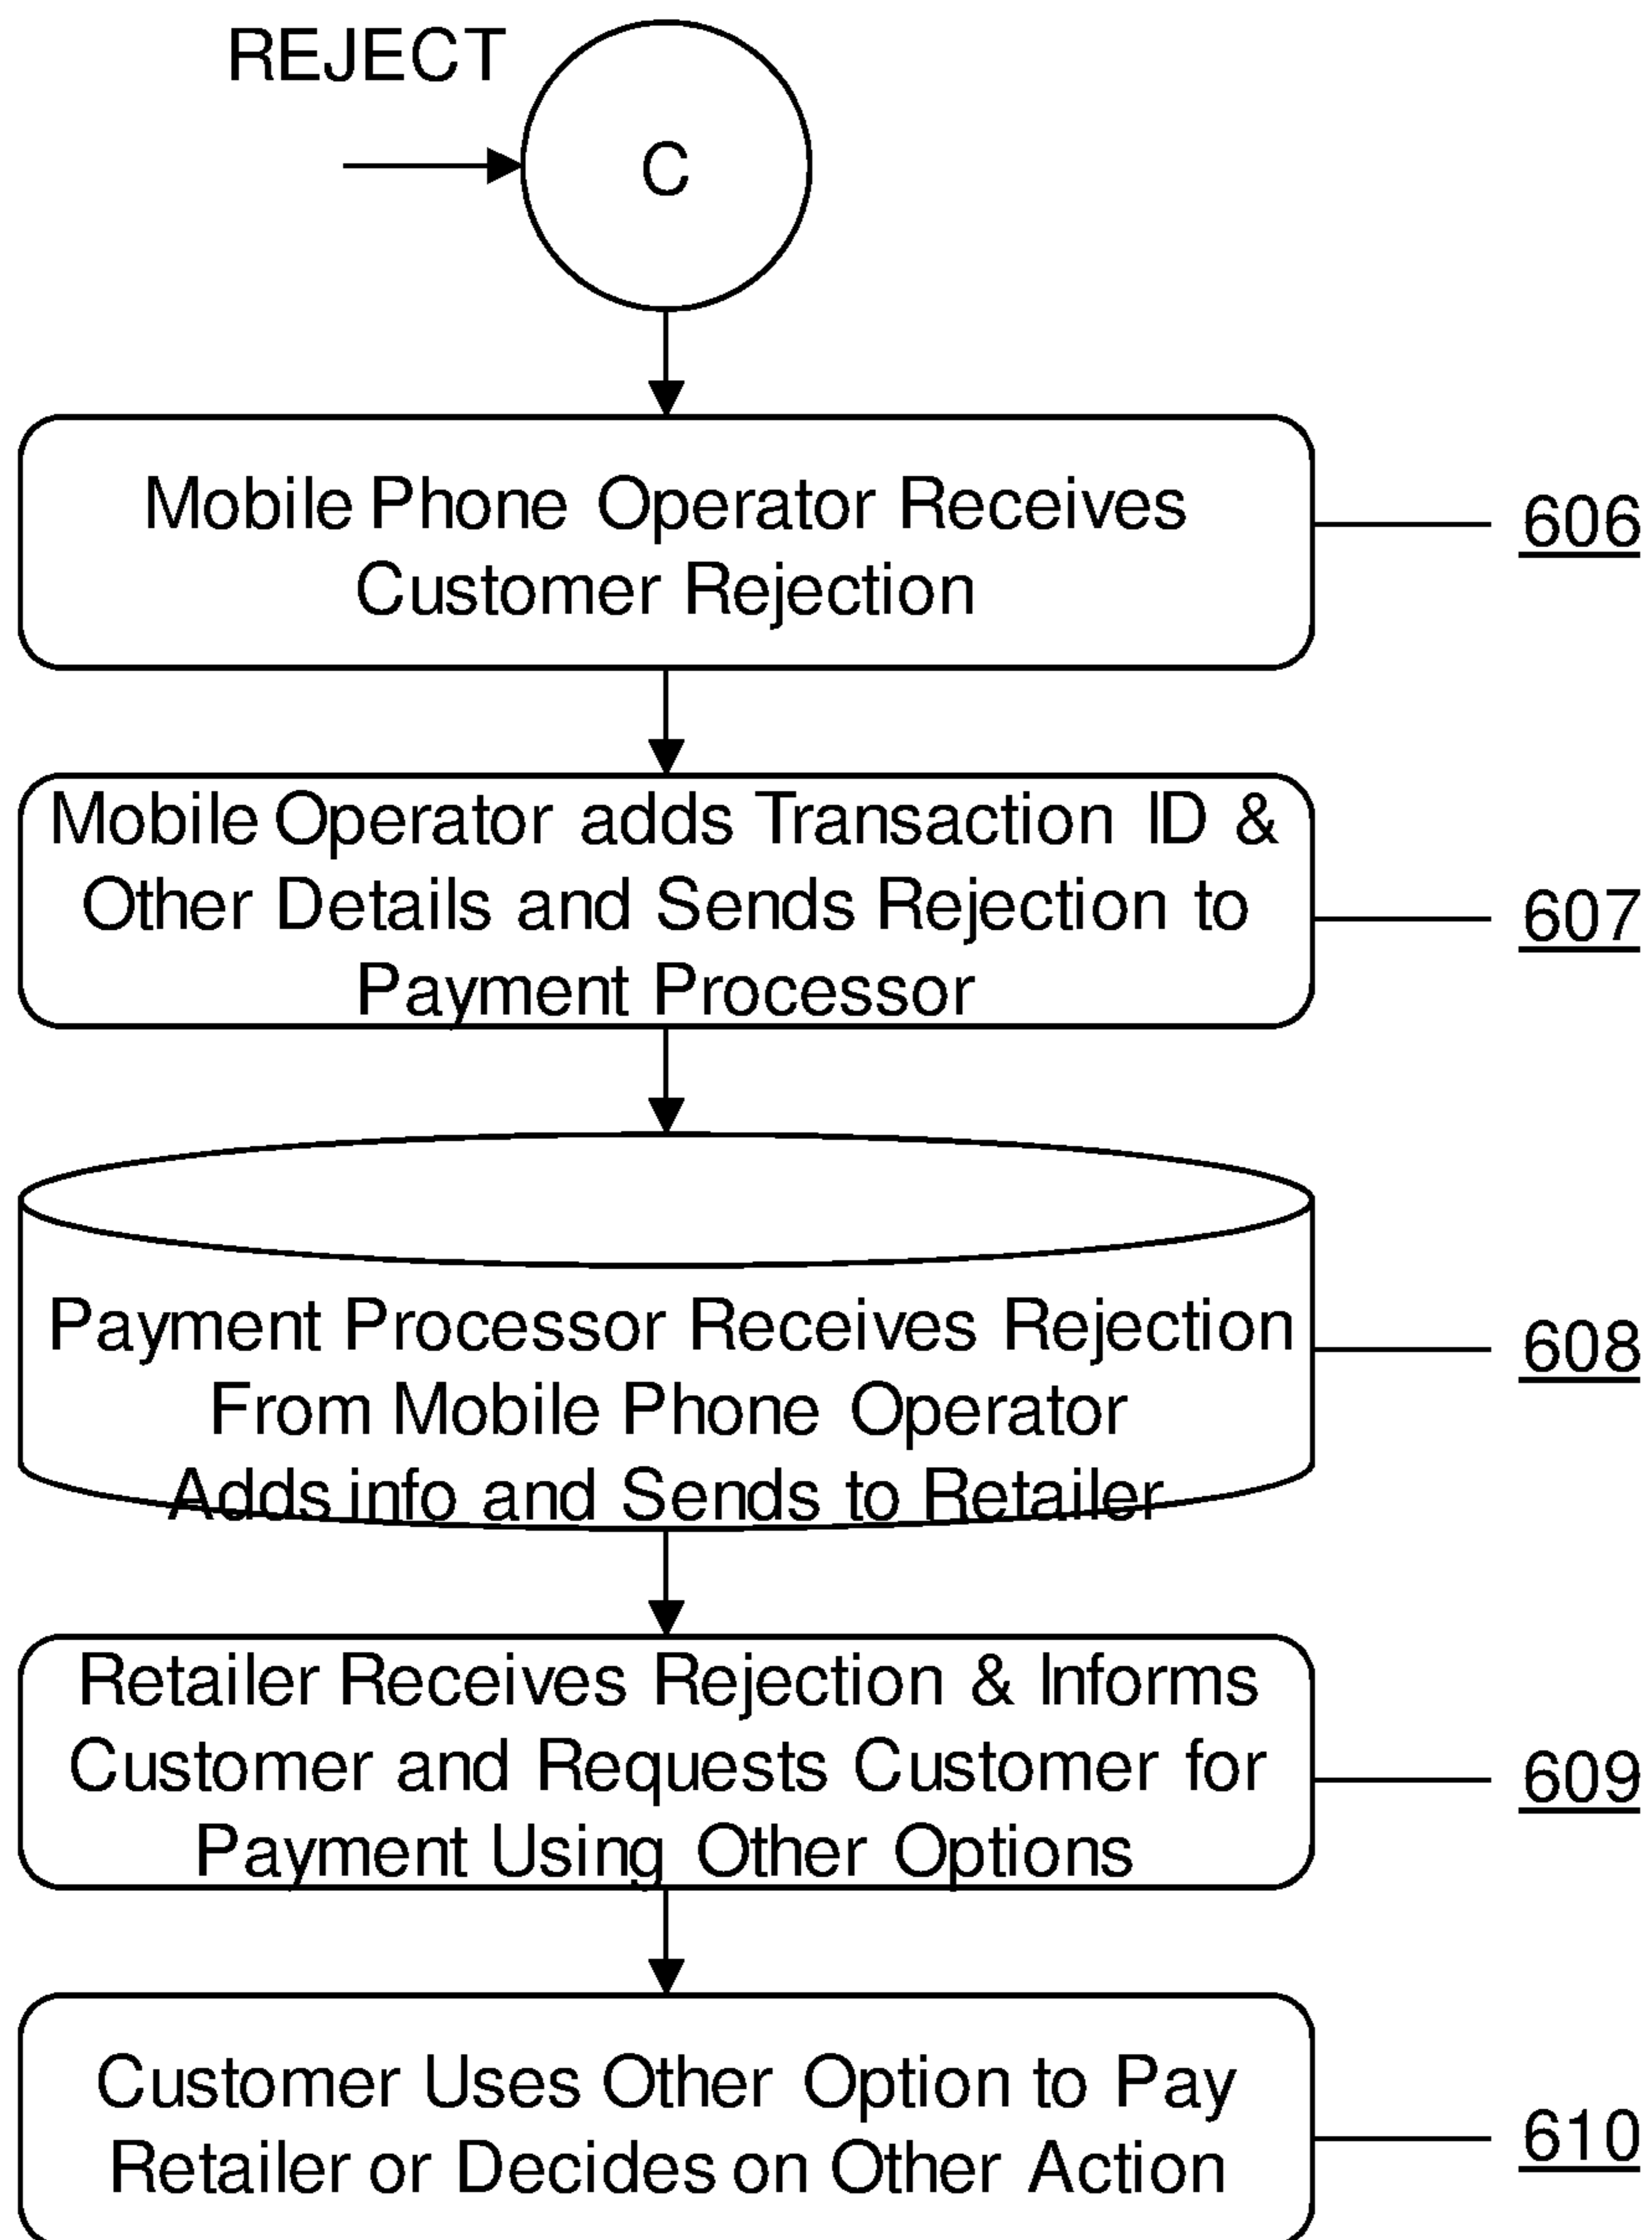 REJECT
C
Mobile Phone Operator Receives
Customer Rejection
606
Mobile Operator adds Transaction ID &
Other Details and Sends Rejection to
Payment Processor
607
Payment Processor Receives Rejection
From Mobile Phone Operator
Adds info and Sends to Retailer
608
Retailer Receives Rejection & Informs
Customer and Requests Customer for
Payment Using Other Options
609
Customer Uses Other Option to Pay
Retailer or Decides on Other Action
610